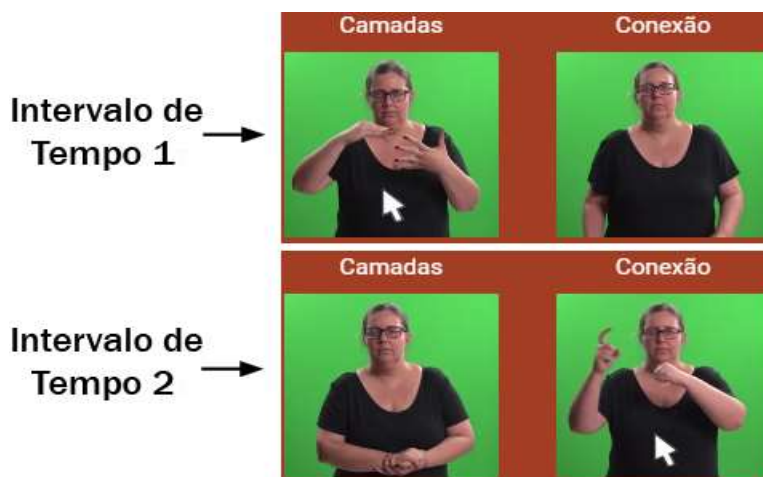 Camadas Conexão
Intervalo de
Tempo 1
Camadas Conexão
Intervalo de
Tempo 2